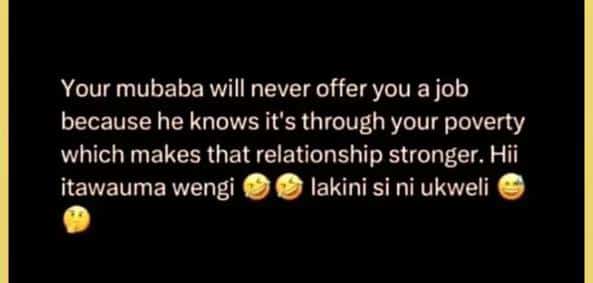 Your mubaba will never offer you a job
because he knows it's through your poverty
which makes that relationship stronger. Hii
itawauma wengi 🤣🤣 lakini si ni ukweli 😅
🤔